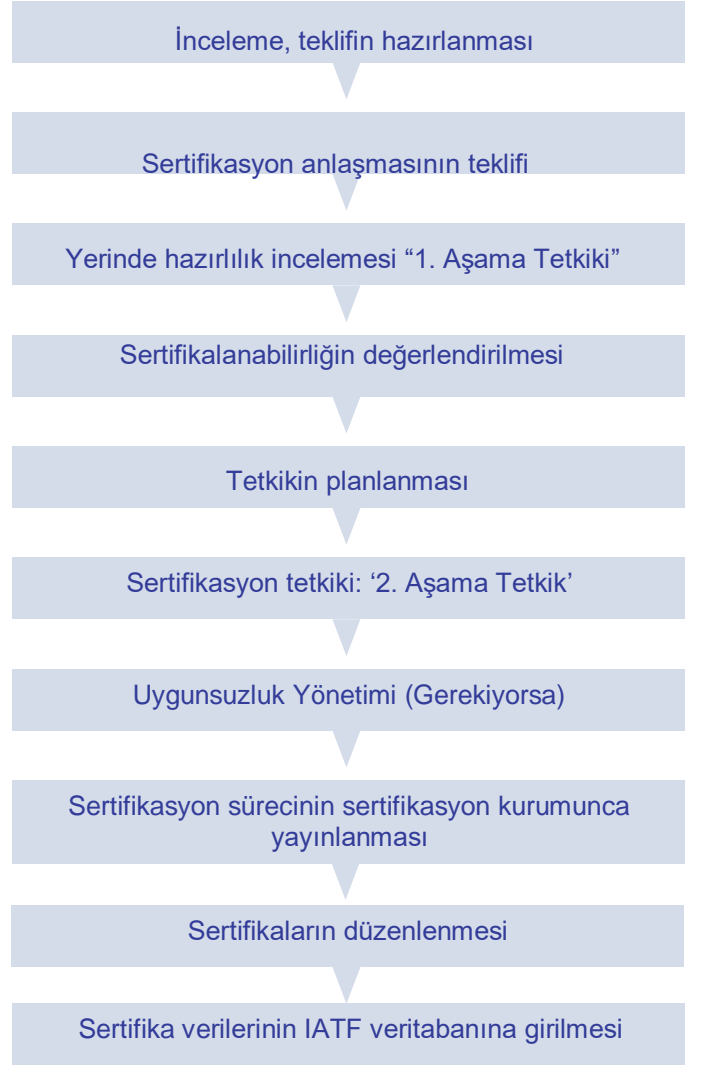 İnceleme, teklifin hazırlanması
Sertifikasyon anlaşmasının teklifi
Yerinde hazırlılık incelemesi “1. Aşama Tetkiki”
Sertifikalanabilirliğin değerlendirilmesi
Tetkikin planlanması
Sertifikasyon tetkiki: ‘2. Aşama Tetkik’
Uygunsuzluk Yönetimi (Gerekiyorsa)
Sertifikasyon sürecinin sertifikasyon kurumunca
yayınlanması
Sertifikaların düzenlenmesi
Sertifika verilerinin IATF veritabanına girilmesi